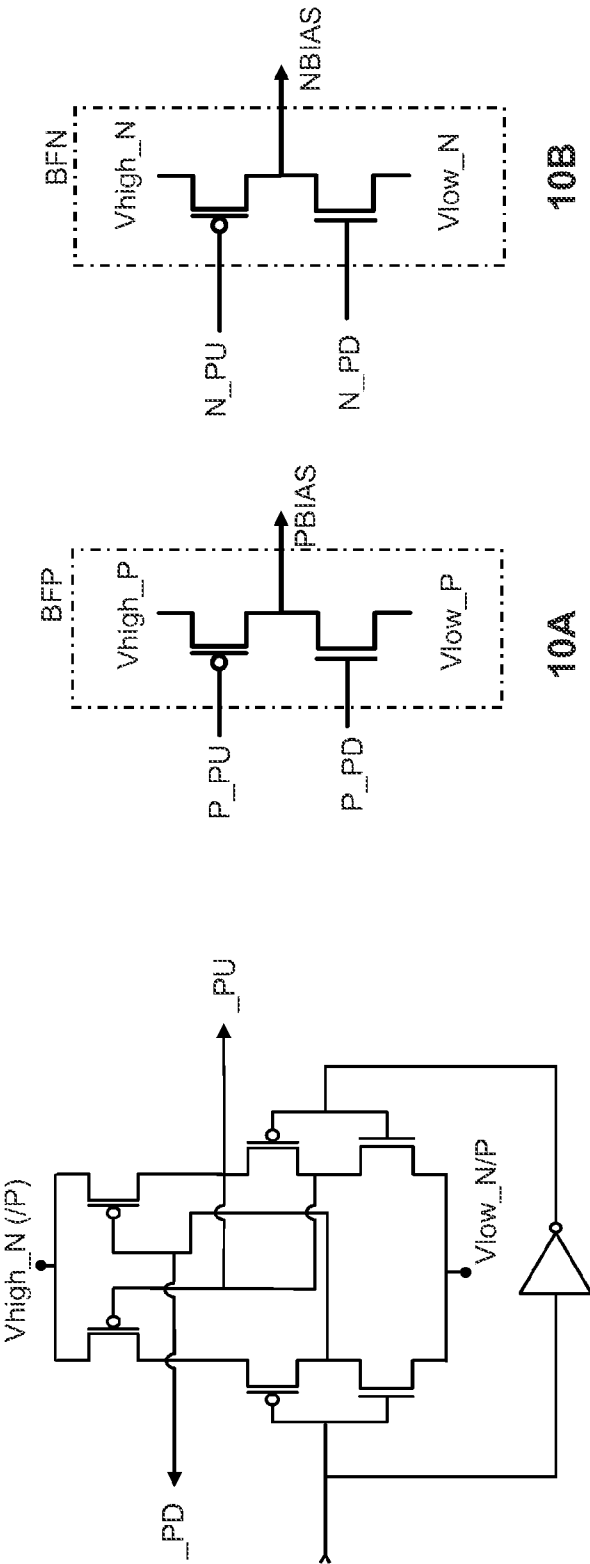 Vhigh_N (/P)
_PU
_PD
Vlow_N/P
BFP
Vhigh_P
P_PU
PBIAS
P_PD
Vlow_P
10A
BFN
Vhigh_N
N_PU
NBIAS
N_PD
Vlow_N
10B